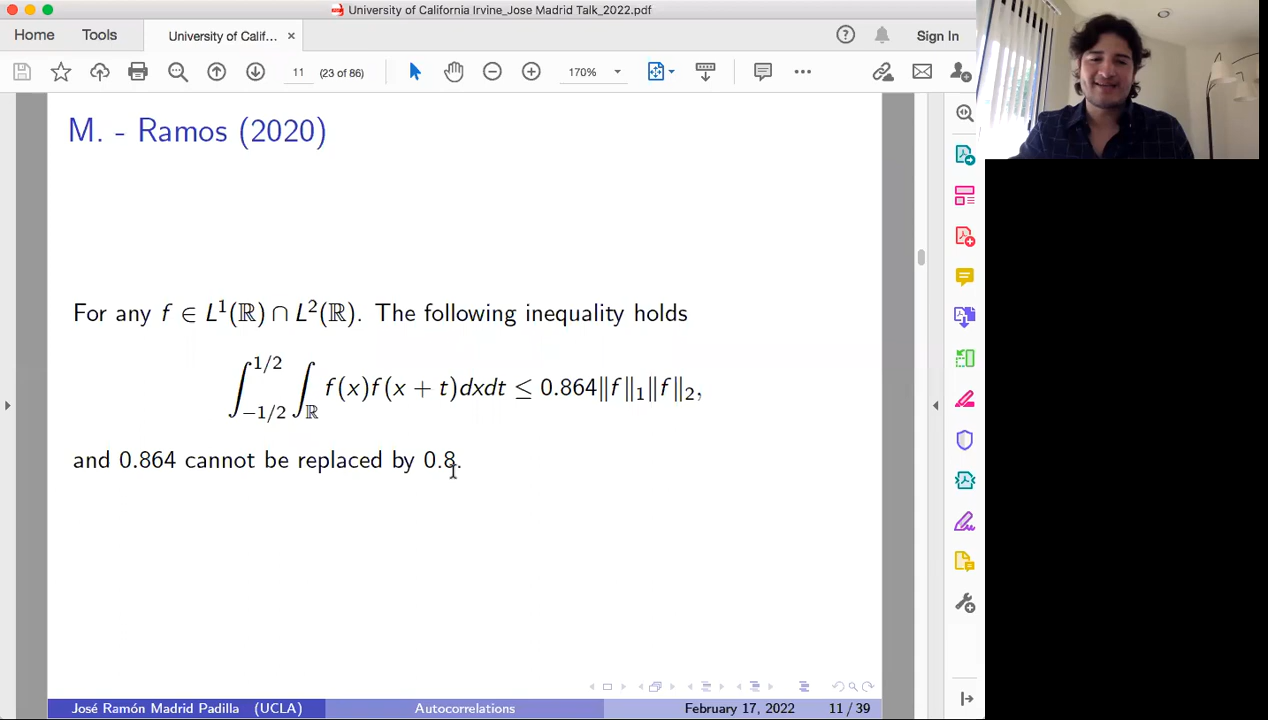 University of California Irvine_Jose Madrid Talk_2022.pdf
Home Tools University of Calif... × Sign In
11 (23 of 86) 170%
M. - Ramos (2020)
For any f ∈ L¹(ℝ) ∩ L²(ℝ). The following inequality holds
∫_{−1/2}^{1/2} ∫_ℝ f(x)f(x + t)dxdt ≤ 0.864‖f‖₁‖f‖₂,
and 0.864 cannot be replaced by 0.8.
José Ramón Madrid Padilla (UCLA) Autocorrelations February 17, 2022 11 / 39